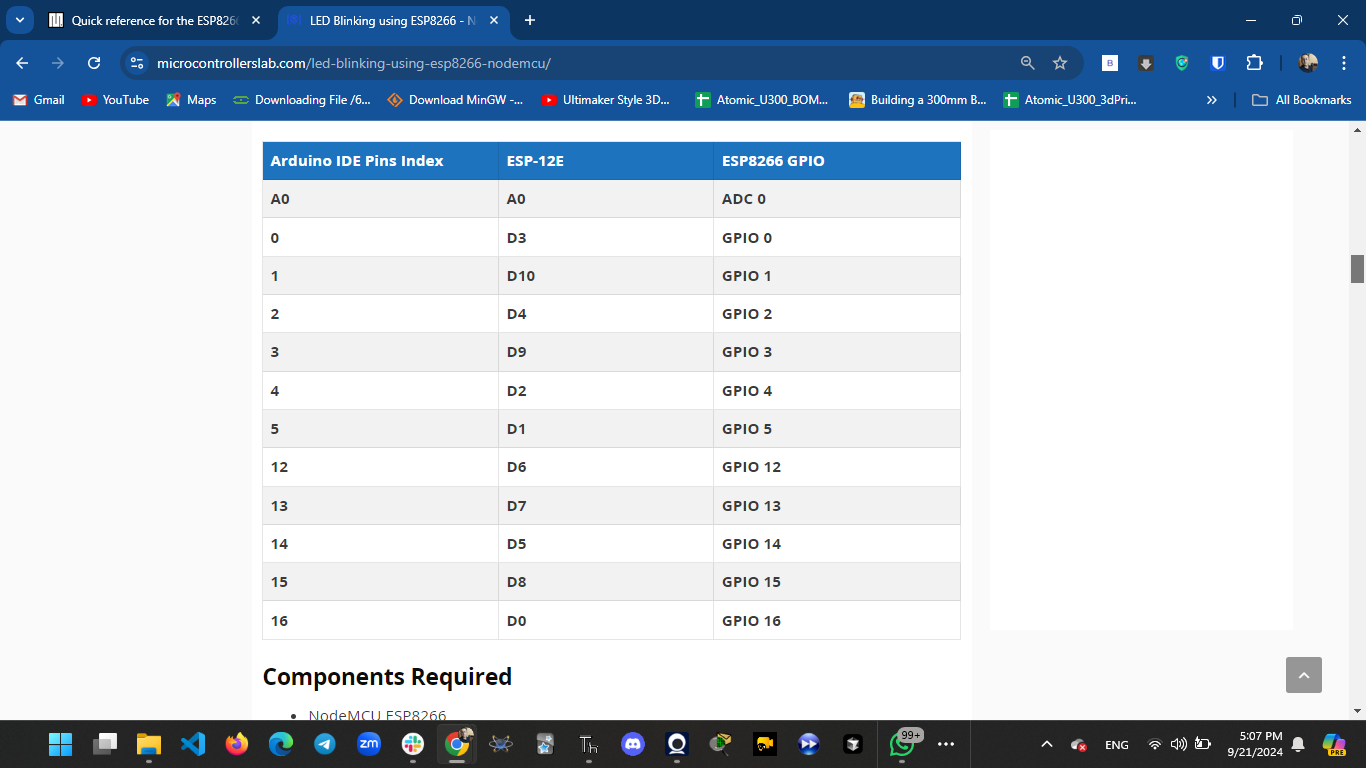 Quick reference for the ESP826
LED Blinking using ESP8266 - N
microcontrollerslab.com/led-blinking-using-esp8266-nodemcu/
Gmail
YouTube
Maps
Downloading File /6...
Download MinGW -...
Ultimaker Style 3D...
Atomic_U300_BOM...
Building a 300mm B...
Atomic_U300_3dPri...
All Bookmarks
Arduino IDE Pins Index ESP-12E ESP8266 GPIO
A0 A0 ADC 0
0 D3 GPIO 0
1 D10 GPIO 1
2 D4 GPIO 2
3 D9 GPIO 3
4 D2 GPIO 4
5 D1 GPIO 5
12 D6 GPIO 12
13 D7 GPIO 13
14 D5 GPIO 14
15 D8 GPIO 15
16 D0 GPIO 16
Components Required
NodeMCU ESP8266
zm
Th
99+
ENG
5:07 PM
9/21/2024
PRE